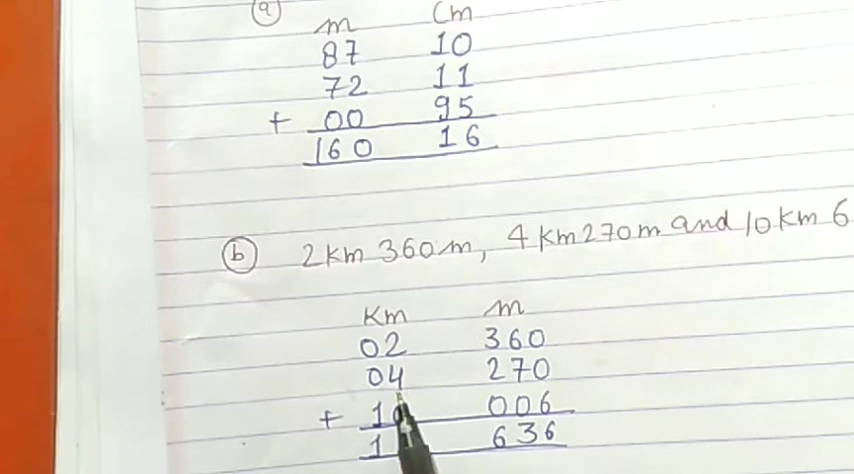 a
m Cm
87 10
72 11
+ 00 95
160 16
b 2 km 360 m, 4 km 270 m and 10 km 6
Km m
02 360
04 270
+ 10 006
1 636